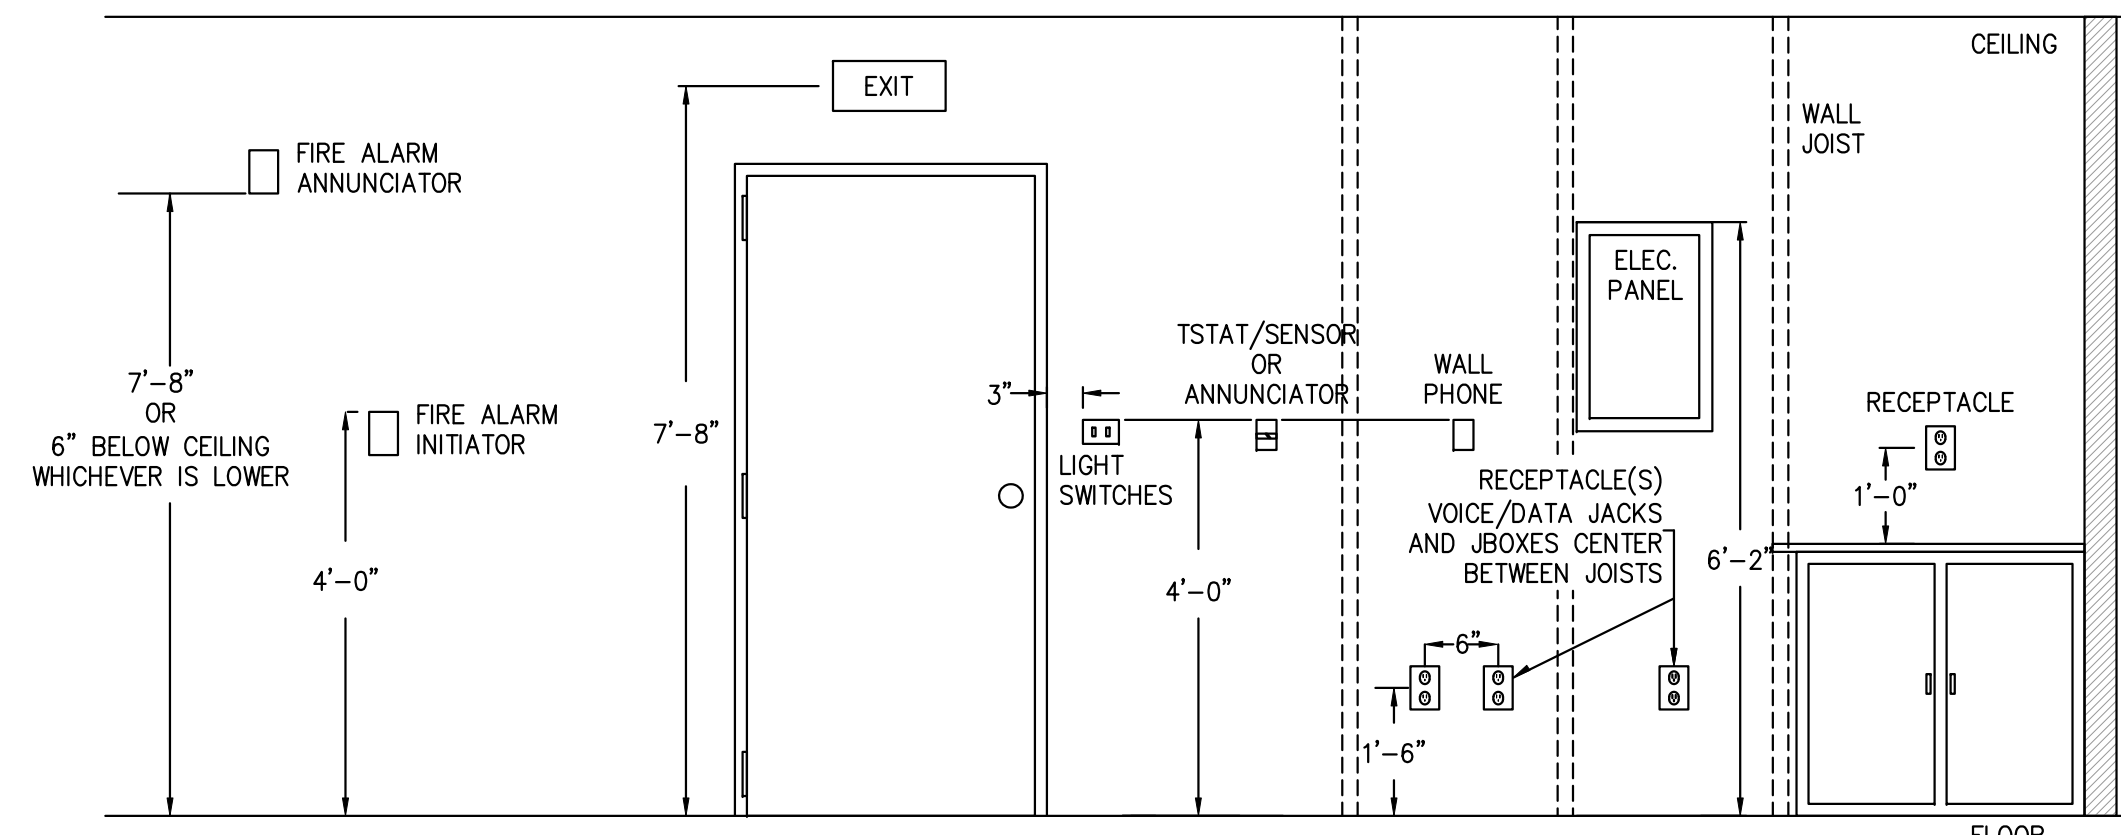 CEILING
EXIT
WALL
JOIST
FIRE ALARM
ANNUNCIATOR
ELEC.
PANEL
TSTAT/SENSOR
OR
ANNUNCIATOR
WALL
PHONE
7'-8"
OR
6" BELOW CEILING
WHICHEVER IS LOWER
FIRE ALARM
INITIATOR
7'-8"
3"
RECEPTACLE
LIGHT
SWITCHES
RECEPTACLE(S)
VOICE/DATA JACKS
AND JBOXES CENTER
BETWEEN JOISTS
1'-0"
4'-0"
4'-0"
6'-2"
6"
1'-6"
FLOOR